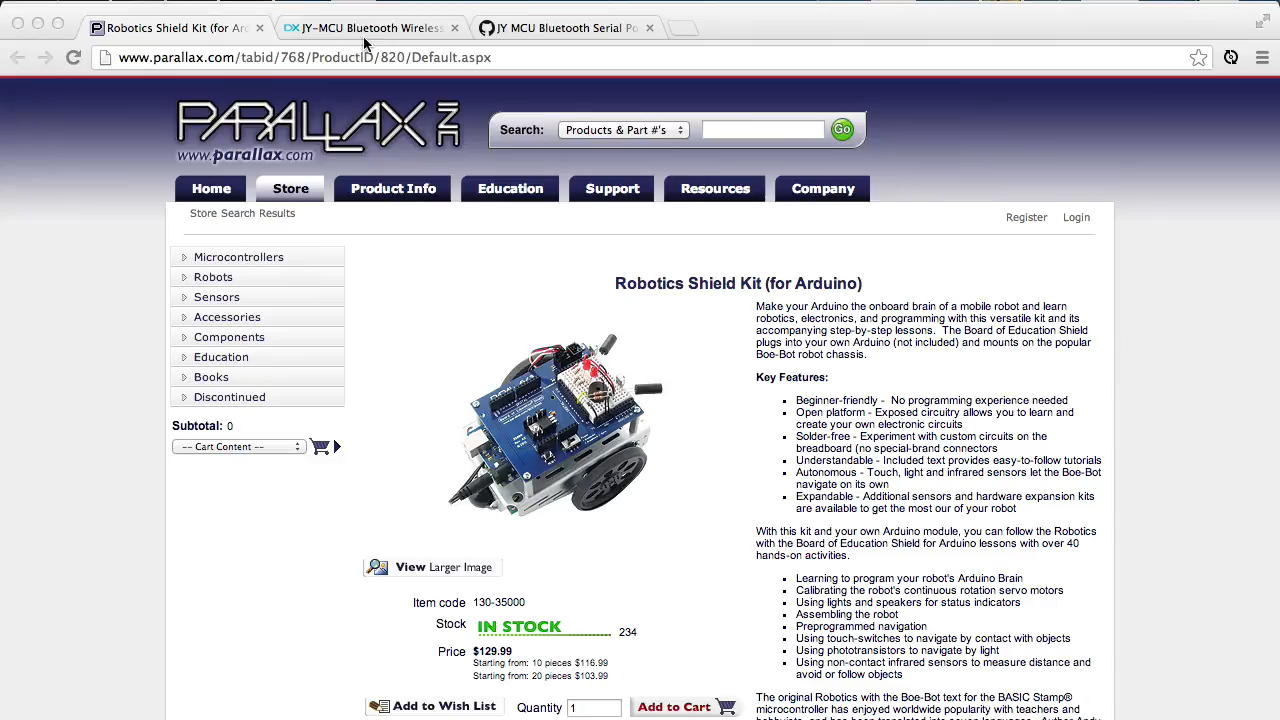 Robotics Shield Kit (for Ar
JY-MCU Bluetooth Wireless
JY MCU Bluetooth Serial Po
www.parallax.com/tabid/768/ProductID/820/Default.aspx
PARALLAX INC
www.parallax.com
Search:
Products & Part #'s
Go
Home
Store
Product Info
Education
Support
Resources
Company
Store Search Results
Register
Login
Microcontrollers
Robots
Sensors
Accessories
Components
Education
Books
Discontinued
Subtotal: 0
-- Cart Content --
Robotics Shield Kit (for Arduino)
Make your Arduino the onboard brain of a mobile robot and learn
robotics, electronics, and programming with this versatile kit and its
accompanying step-by-step lessons. The Board of Education Shield
plugs into your own Arduino (not included) and mounts on the popular
Boe-Bot robot chassis.
Key Features:
Beginner-friendly - No programming experience needed
Open platform - Exposed circuitry allows you to learn and
create your own electronic circuits
Solder-free - Experiment with custom circuits on the
breadboard (no special-brand connectors
Understandable - Included text provides easy-to-follow tutorials
Autonomous - Touch, light and infrared sensors let the Boe-Bot
navigate on its own
Expandable - Additional sensors and hardware expansion kits
are available to get the most our of your robot
With this kit and your own Arduino module, you can follow the Robotics
with the Board of Education Shield for Arduino lessons with over 40
hands-on activities.
Learning to program your robot's Arduino Brain
Calibrating the robot's continuous rotation servo motors
Using lights and speakers for status indicators
Assembling the robot
Preprogrammed navigation
Using touch-switches to navigate by contact with objects
Using phototransistors to navigate by light
Using non-contact infrared sensors to measure distance and
avoid or follow objects
The original Robotics with the Boe-Bot text for the BASIC Stamp®
microcontroller has enjoyed worldwide popularity with teachers and
View Larger Image
Item code 130-35000
Stock IN STOCK 234
Price $129.99
Starting from: 10 pieces $116.99
Starting from: 20 pieces $103.99
Add to Wish List
Quantity 1
Add to Cart